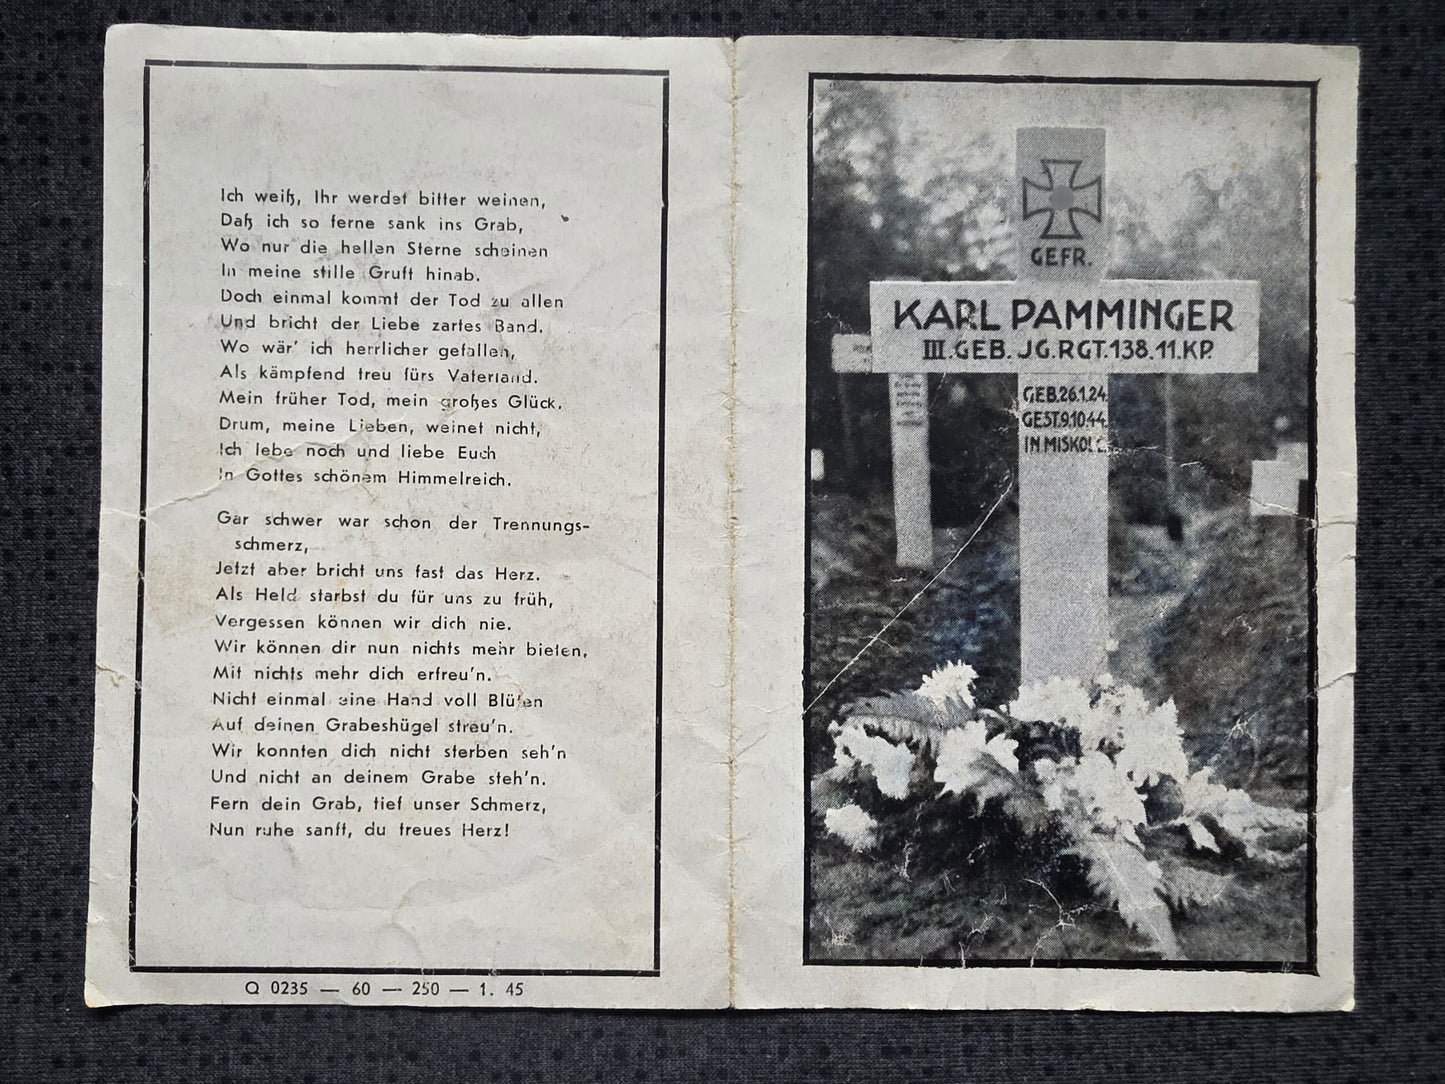 Ich weiß, Ihr werdet bitter weinen,
Daß ich so ferne sank ins Grab,
Wo nur die hellen Sterne scheinen
In meine stille Gruft hinab.
Doch einmal kommt der Tod zu allen
Und bricht der Liebe zartes Band.
Wo wär' ich herrlicher gefallen,
Als kämpfend treu fürs Vaterland.
Mein früher Tod, mein großes Glück.
Drum, meine Lieben, weinet nicht,
Ich lebe noch und liebe Euch
In Gottes schönem Himmelreich.
Gar schwer war schon der Trennungs-
schmerz,
Jetzt aber bricht uns fast das Herz.
Als Held starbst du für uns zu früh,
Vergessen können wir dich nie.
Wir können dir nun nichts mehr bieten,
Mit nichts mehr dich erfreu'n.
Nicht einmal eine Hand voll Blüten
Auf deinen Grabeshügel streu'n.
Wir konnten dich nicht sterben seh'n
Und nicht an deinem Grabe steh'n.
Fern dein Grab, tief unser Schmerz,
Nun ruhe sanft, du treues Herz!
Q 0235 — 60 — 250 — 1. 45
GEFR.
KARL PAMMINGER
III.GEB. JG.RGT.138.11.KP.
GEB.26.1.24
GEST.9.10.44
IN MISKOLC